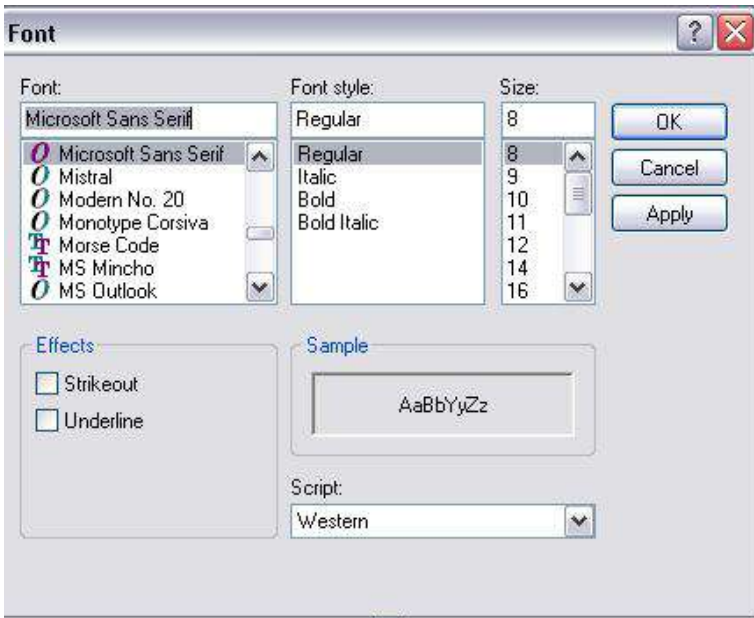 Font
Font:
Microsoft Sans Serif
Microsoft Sans Serif
Mistral
Modern No. 20
Monotype Corsiva
Morse Code
MS Mincho
MS Outlook
Font style:
Regular
Regular
Italic
Bold
Bold Italic
Size:
8
8
9
10
11
12
14
16
OK
Cancel
Apply
Effects
Strikeout
Underline
Sample
AaBbYyZz
Script:
Western